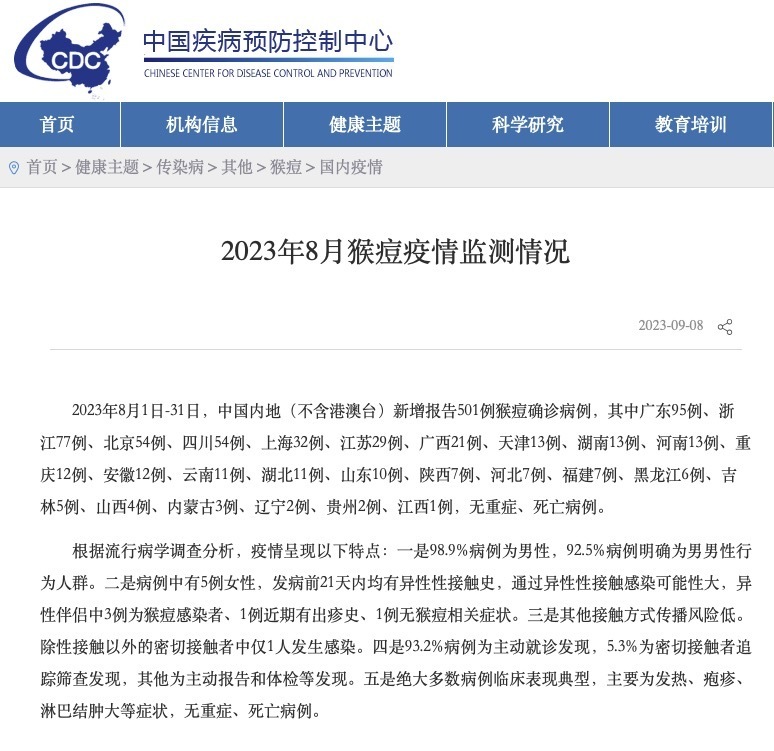 CDC
中国疾病预防控制中心
CHINESE CENTER FOR DISEASE CONTROL AND PREVENTION
首页 机构信息 健康主题 科学研究 教育培训
首页 > 健康主题 > 传染病 > 其他 > 猴痘 > 国内疫情
2023年8月猴痘疫情监测情况
2023-09-08
2023年8月1日-31日，中国内地（不含港澳台）新增报告501例猴痘确诊病例，其中广东95例、浙
江77例、北京54例、四川54例、上海32例、江苏29例、广西21例、天津13例、湖南13例、河南13例、重
庆12例、安徽12例、云南11例、湖北11例、山东10例、陕西7例、河北7例、福建7例、黑龙江6例、吉
林5例、山西4例、内蒙古3例、辽宁2例、贵州2例、江西1例，无重症、死亡病例。
根据流行病学调查分析，疫情呈现以下特点：一是98.9%病例为男性，92.5%病例明确为男男性行
为人群。二是病例中有5例女性，发病前21天内均有异性性接触史，通过异性性接触感染可能性大，异
性伴侣中3例为猴痘感染者、1例近期有出疹史、1例无猴痘相关症状。三是其他接触方式传播风险低。
除性接触以外的密切接触者中仅1人发生感染。四是93.2%病例为主动就诊发现，5.3%为密切接触者追
踪筛查发现，其他为主动报告和体检等发现。五是绝大多数病例临床表现典型，主要为发热、疱疹、
淋巴结肿大等症状，无重症、死亡病例。